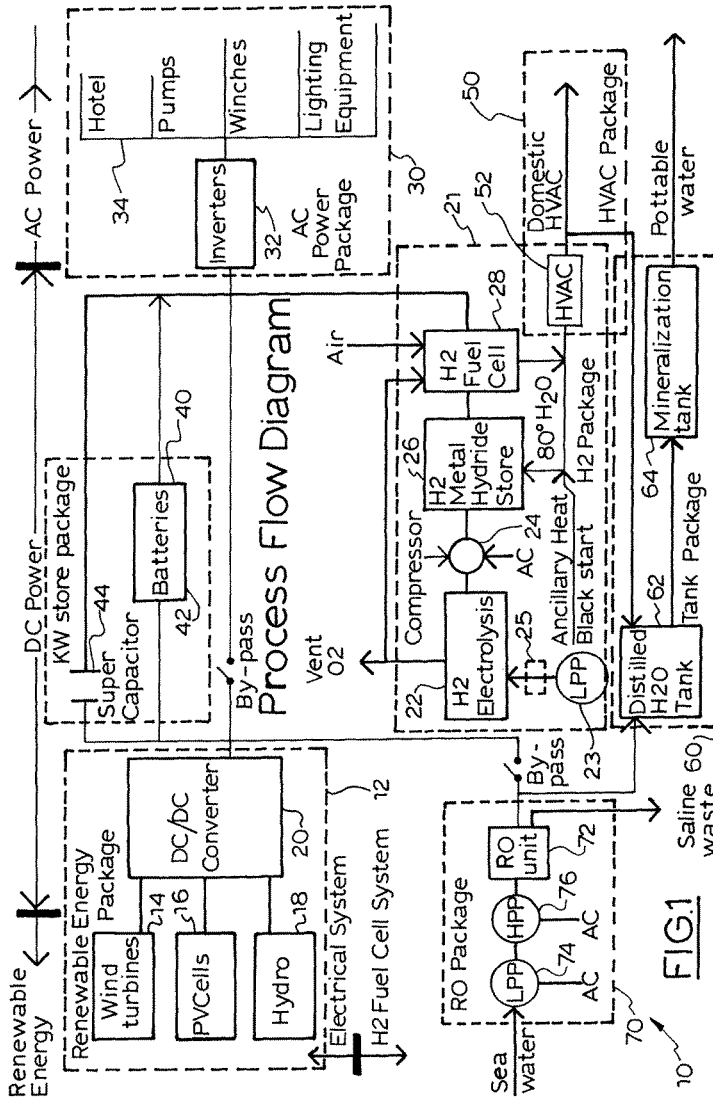 Renewable
Energy
DC Power
AC Power
Renewable Energy
Package
Wind
turbines
14
PVCells
16
Hydro
18
DC/DC
Converter
20
12
KW store package
44
Super
Capacitor
Batteries
40
42
By-pass
Inverters
32
AC
Power
Package
34
Hotel
Pumps
Winches
Lighting
Equipment
30
Electrical System
H2 Fuel Cell System
Process Flow Diagram
Vent
O2
Air
Compressor
22
H2
Electrolysis
24
AC
26
H2
Metal
Hydride
Store
H2
Fuel
Cell
28
21
25
LPP
23
Ancillary Heat
Black start
80° H2O
H2 Package
52
HVAC
Domestic
HVAC
50
HVAC Package
RO Package
Sea
water
LPP
74
AC
HPP
76
AC
RO
unit
72
70
By-
pass
Saline
waste
60
Distilled
H2O
Tank
62
Tank Package
64
Mineralization
tank
Pottable
water
10
FIG.1